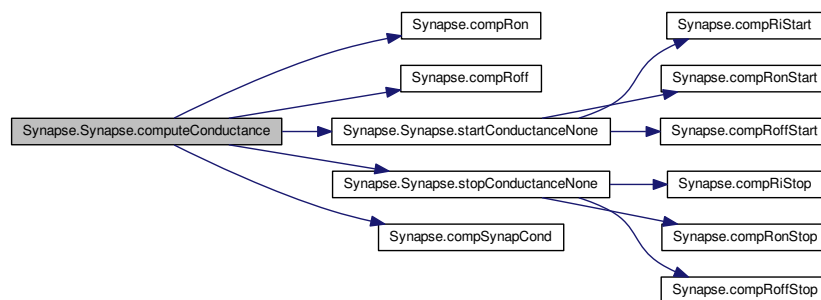 Synapse.Synapse.computeConductance
Synapse.compRon
Synapse.compRoff
Synapse.Synapse.startConductanceNone
Synapse.Synapse.stopConductanceNone
Synapse.compSynapCond
Synapse.compRiStart
Synapse.compRonStart
Synapse.compRoffStart
Synapse.compRiStop
Synapse.compRonStop
Synapse.compRoffStop